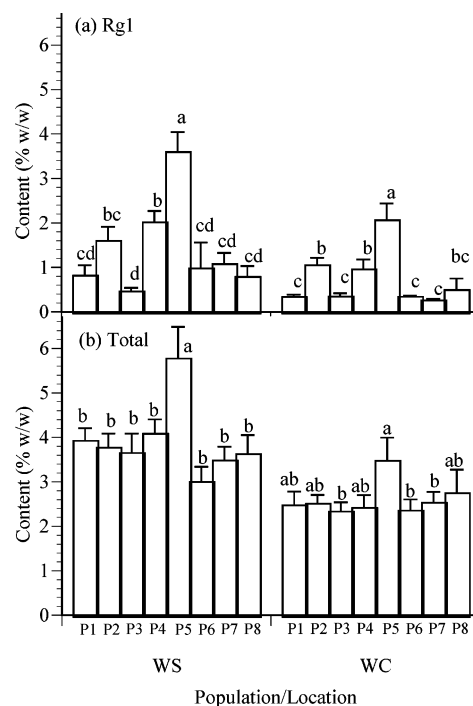 (a) Rg1
6
5
4
3
2
1
0
Content (% w/w)
cd bc d b a cd cd cd
c b c b a c c bc
(b) Total
6
5
4
3
2
1
0
Content (% w/w)
b b b b a b b b
ab ab b ab a b b ab
P1 P2 P3 P4 P5 P6 P7 P8 P1 P2 P3 P4 P5 P6 P7 P8
WS WC
Population/Location